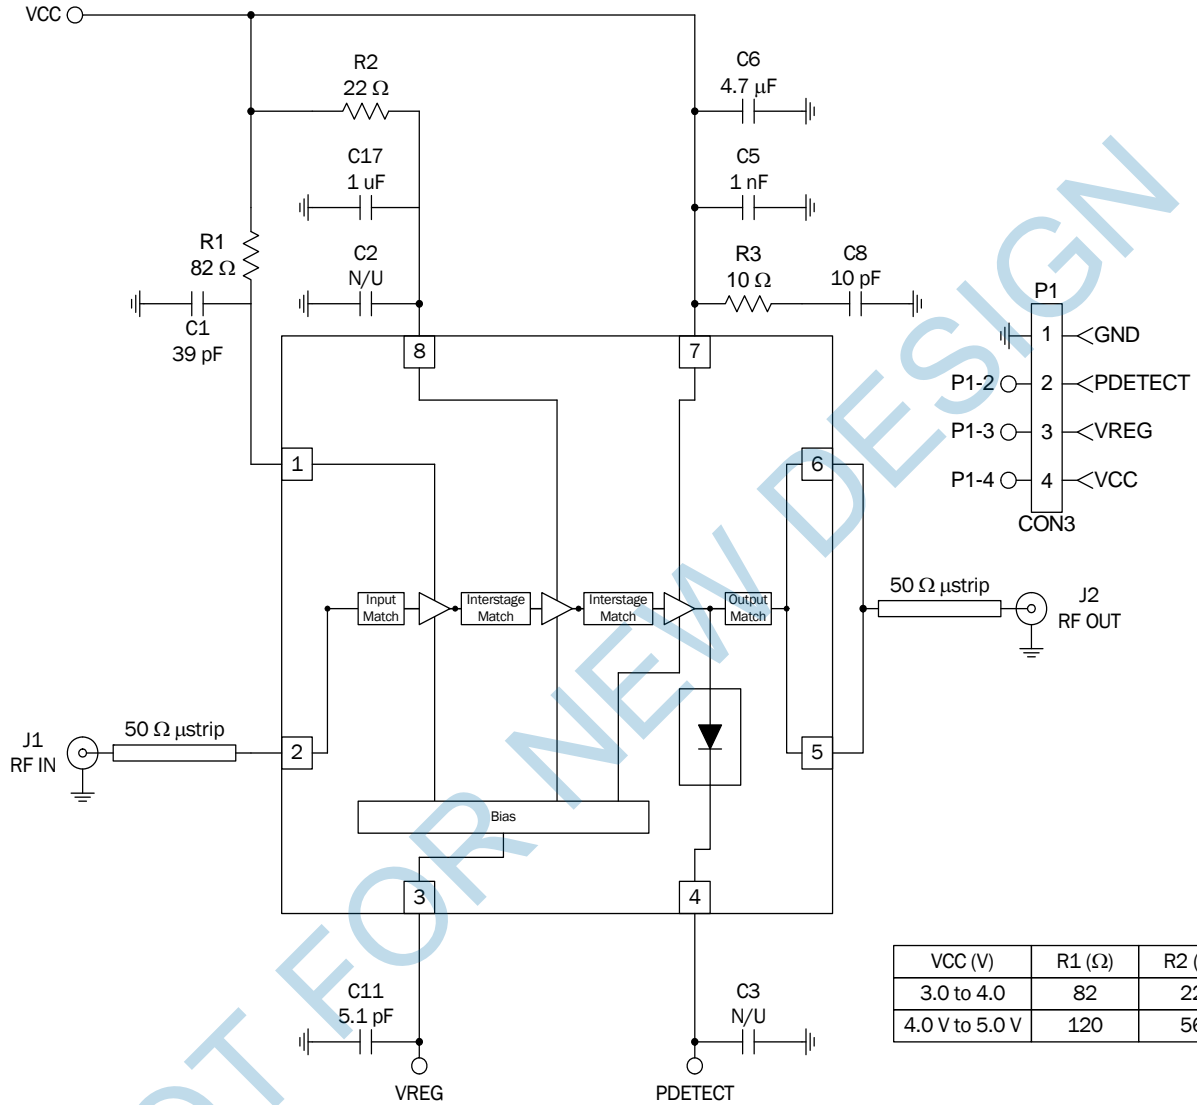 VCC
R2
22 Ω
C6
4.7 μF
C17
1 uF
C5
1 nF
R1
82 Ω
C2
N/U
R3
10 Ω
C8
10 pF
C1
39 pF
P1
8
7
1 GND
P1-2 2 PDETECT
P1-3 3 VREG
P1-4 4 VCC
CON3
1
6
Input Match
Interstage Match
Interstage Match
Output Match
50 Ω μstrip
J2
RF OUT
50 Ω μstrip
J1
RF IN
2
5
Bias
3
4
C11
5.1 pF
C3
N/U
VREG
PDETECT
VCC (V) R1 (Ω) R2 (
3.0 to 4.0 82 22
4.0 V to 5.0 V 120 56
OT FOR NEW DESIGN